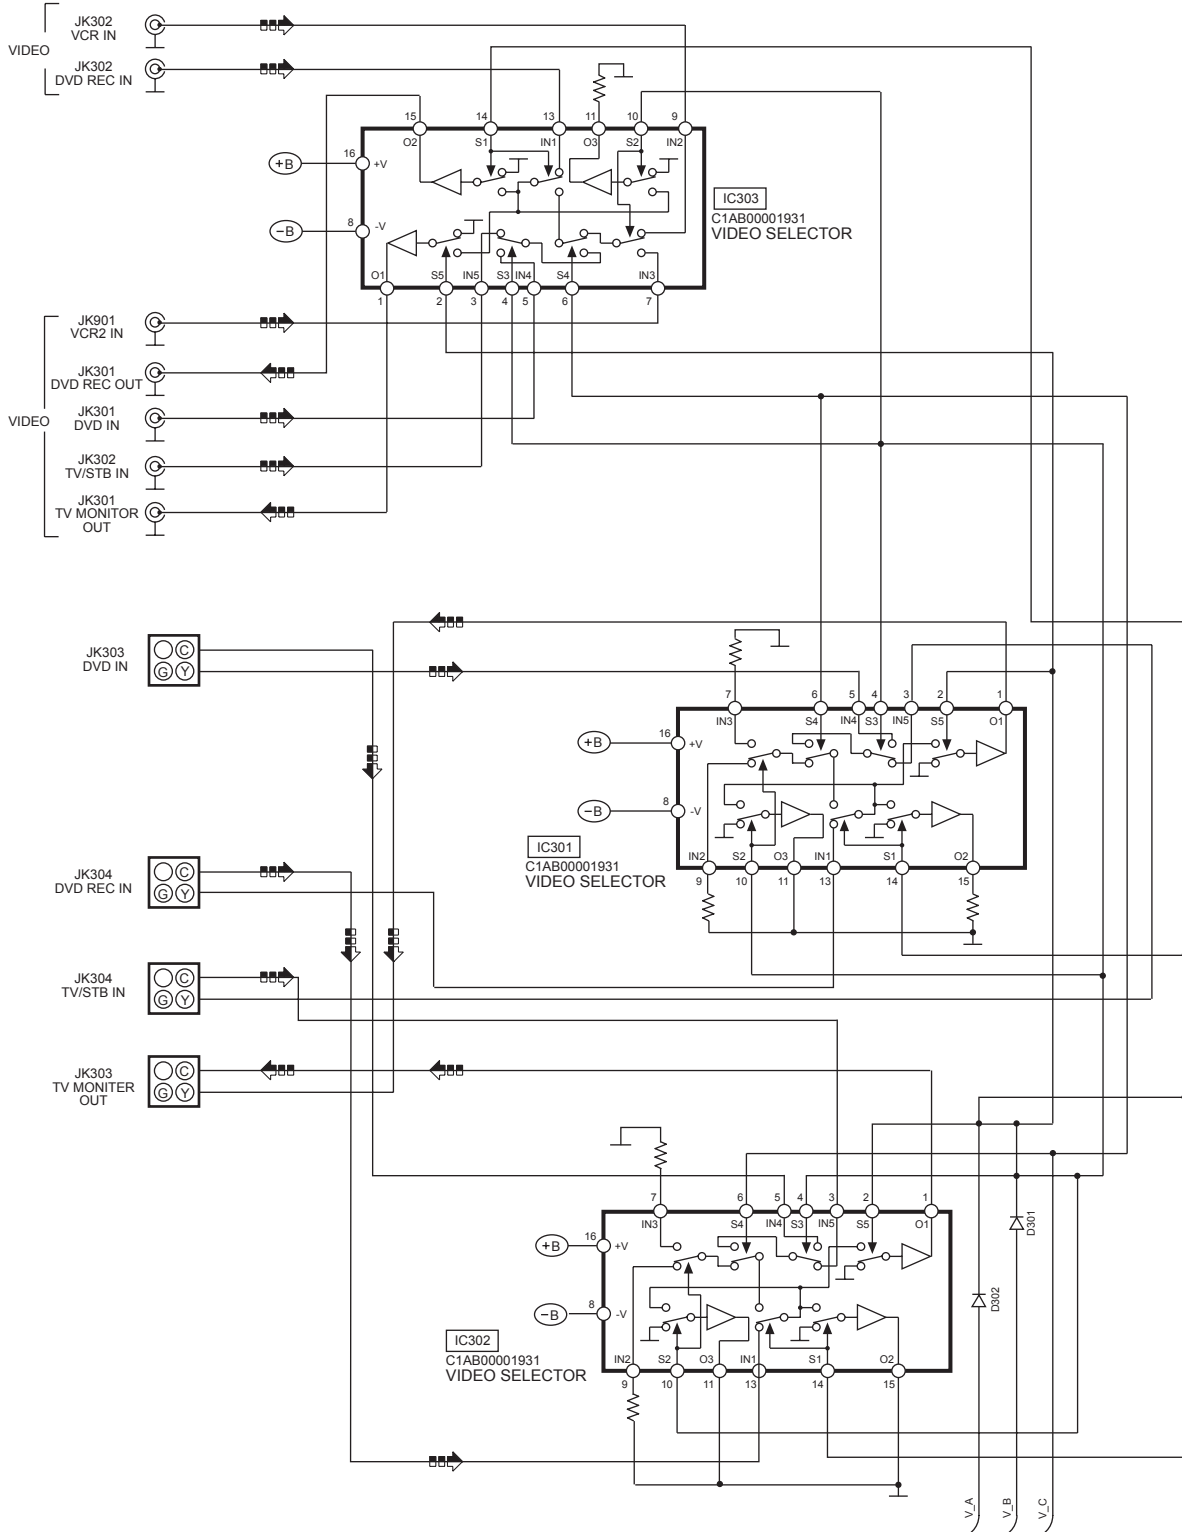 JK302
VCR IN
VIDEO
JK302
DVD REC IN
15
14
13
11
10
9
O2
S1
IN1
O3
S2
IN2
+B
16
+V
−B
8
-V
IC303
C1AB00001931
VIDEO SELECTOR
O1
S5
IN5
S3
IN4
S4
IN3
1
2
3
4
5
6
7
JK901
VCR2 IN
JK301
DVD REC OUT
JK301
DVD IN
VIDEO
JK302
TV/STB IN
JK301
TV MONITOR
OUT
JK303
DVD IN
C
G Y
7
6
5
4
3
2
1
IN3
S4
IN4
S3
IN5
S5
O1
+B
16
+V
−B
8
-V
IC301
C1AB00001931
VIDEO SELECTOR
IN2
S2
O3
IN1
S1
O2
9
10
11
13
14
15
JK304
DVD REC IN
C
G Y
JK304
TV/STB IN
C
G Y
JK303
TV MONITER
OUT
C
G Y
7
6
5
4
3
2
1
IN3
S4
IN4
S3
IN5
S5
O1
+B
16
+V
−B
8
-V
IC302
C1AB00001931
VIDEO SELECTOR
IN2
S2
O3
IN1
S1
O2
9
10
11
13
14
15
D301
D302
V_A
V_B
V_C